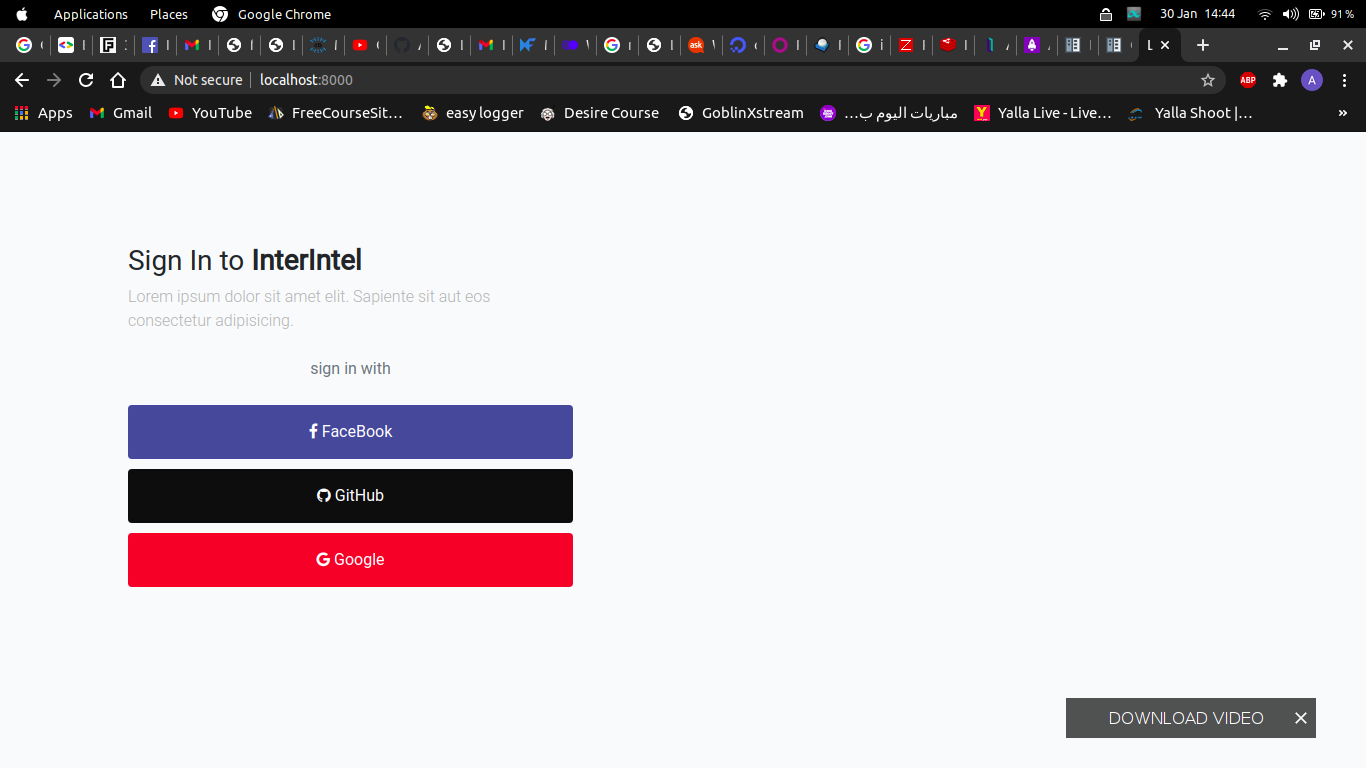 Applications Places Google Chrome 30 Jan 14:44 91 %
Not secure localhost:8000 ABP A
Apps Gmail YouTube FreeCourseSit... easy logger Desire Course GoblinXstream مباريات اليوم ب... Yalla Live - Live... Yalla Shoot |... »
Sign In to InterIntel
Lorem ipsum dolor sit amet elit. Sapiente sit aut eos
consectetur adipisicing.
sign in with
FaceBook
GitHub
Google
DOWNLOAD VIDEO